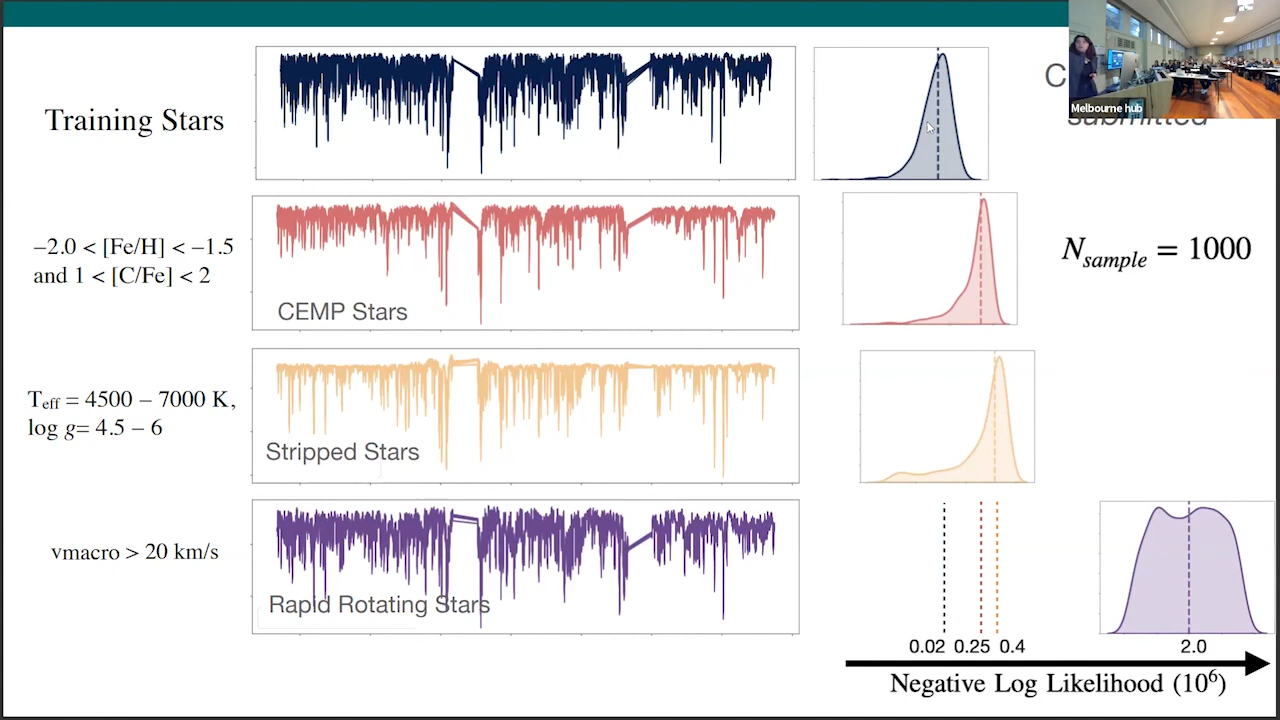 Training Stars
Melbourne hub
submitted
–2.0 < [Fe/H] < –1.5
and 1 < [C/Fe] < 2
CEMP Stars
N_sample = 1000
T_eff = 4500 – 7000 K,
log g= 4.5 – 6
Stripped Stars
vmacro > 20 km/s
Rapid Rotating Stars
0.02 0.25 0.4 2.0
Negative Log Likelihood (10⁶)